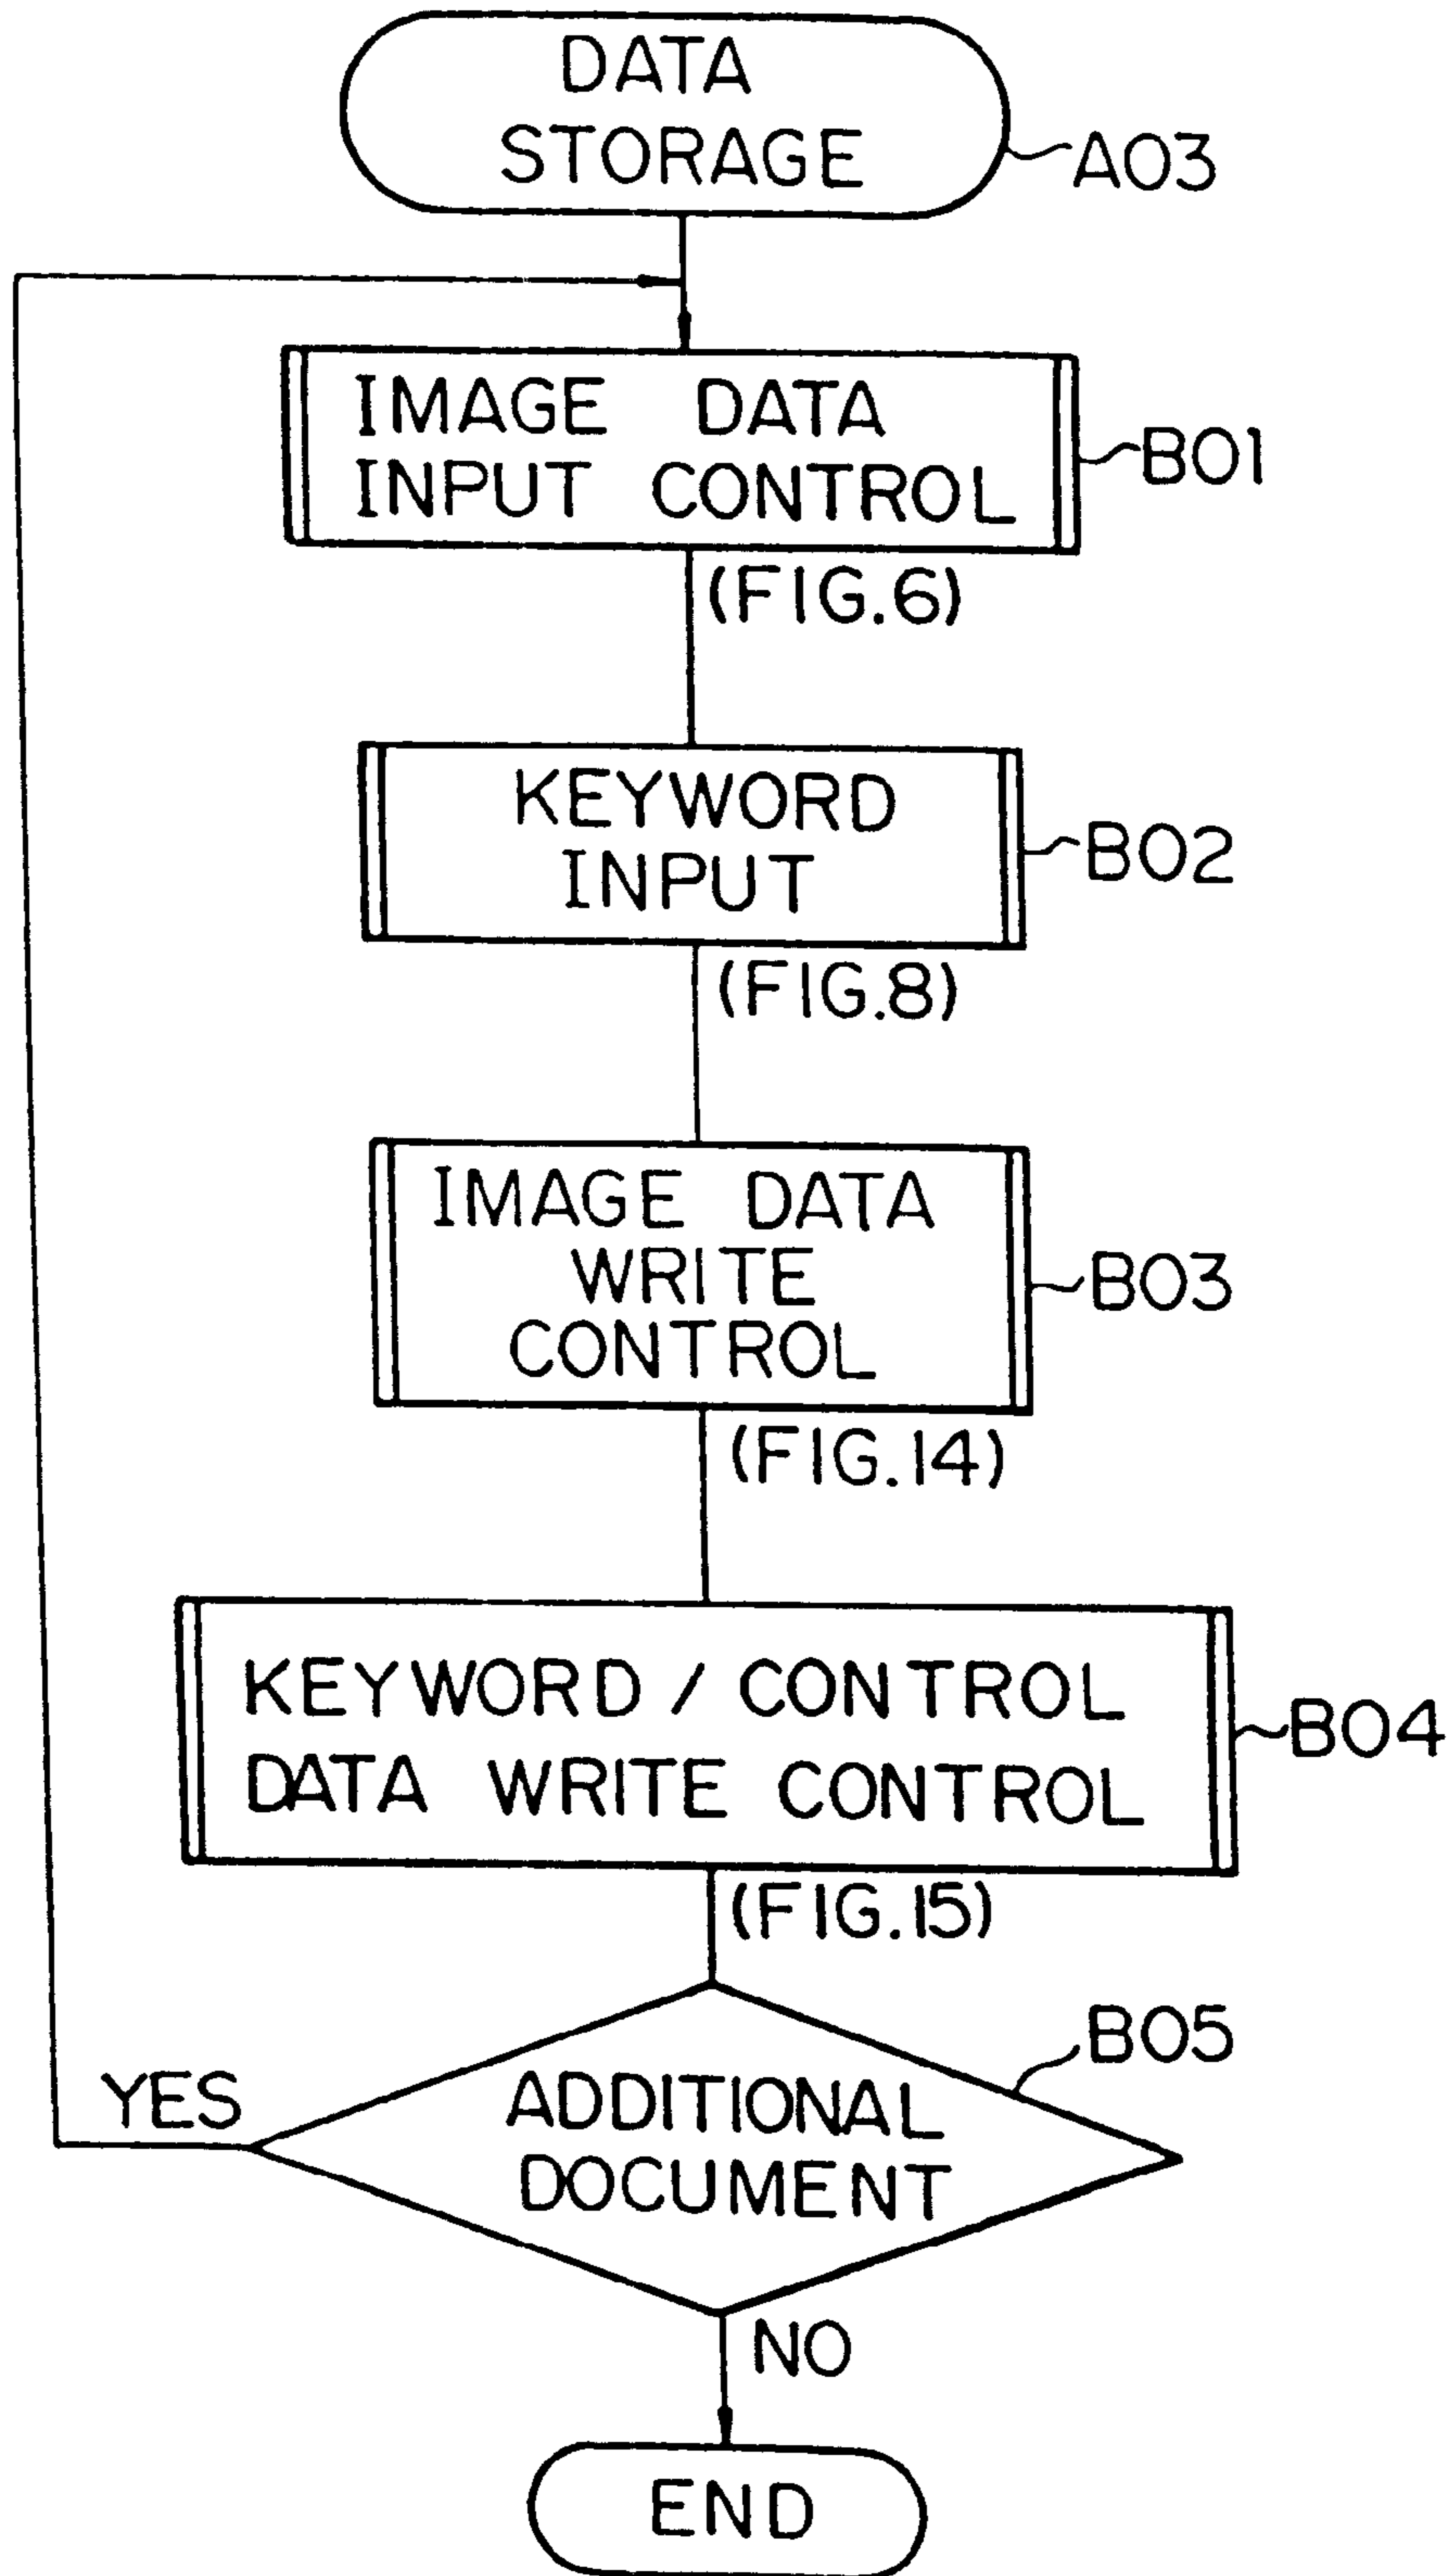 DATA
STORAGE
A03
IMAGE DATA
INPUT CONTROL
B01
(FIG.6)
KEYWORD
INPUT
B02
(FIG.8)
IMAGE DATA
WRITE
CONTROL
B03
(FIG.14)
KEYWORD / CONTROL
DATA WRITE CONTROL
B04
(FIG.15)
B05
YES
ADDITIONAL
DOCUMENT
NO
END